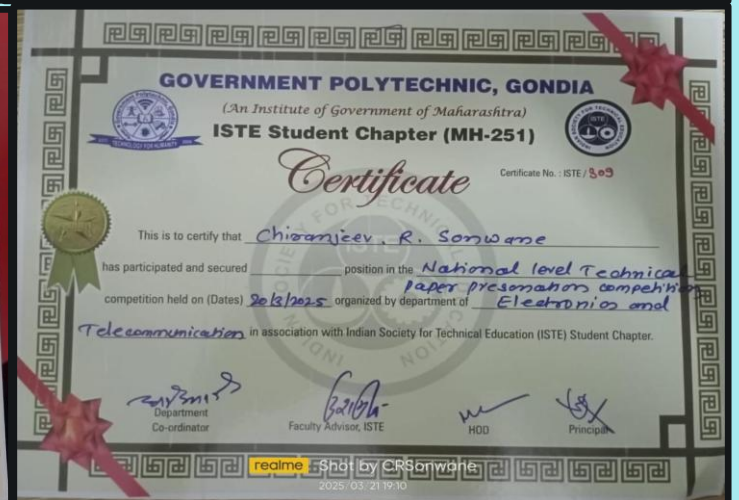 GOVERNMENT POLYTECHNIC, GONDIA
(An Institute of Government of Maharashtra)
ISTE Student Chapter (MH-251)
Certificate
Certificate No. : ISTE / 309
This is to certify that Chiranjeev . R. Sonwane
has participated and secured position in the National level Technical
paper presonation competition
competition held on (Dates) 20/3/2025 organized by department of Electronics and
Telecommunication in association with Indian Society for Technical Education (ISTE) Student Chapter.
Department
Co-ordinator
Faculty Advisor, ISTE
HOD
Principal
realme Shot by CRSonwane
2025/03/21 19:10